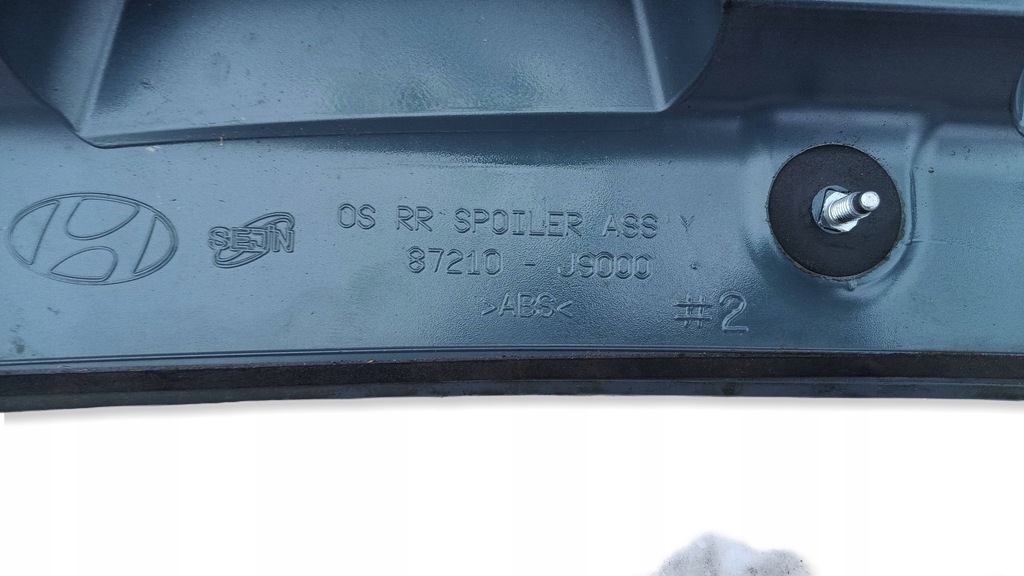 SEJIN
OS RR SPOILER ASS Y
87210 - J9000
>ABS<
#2